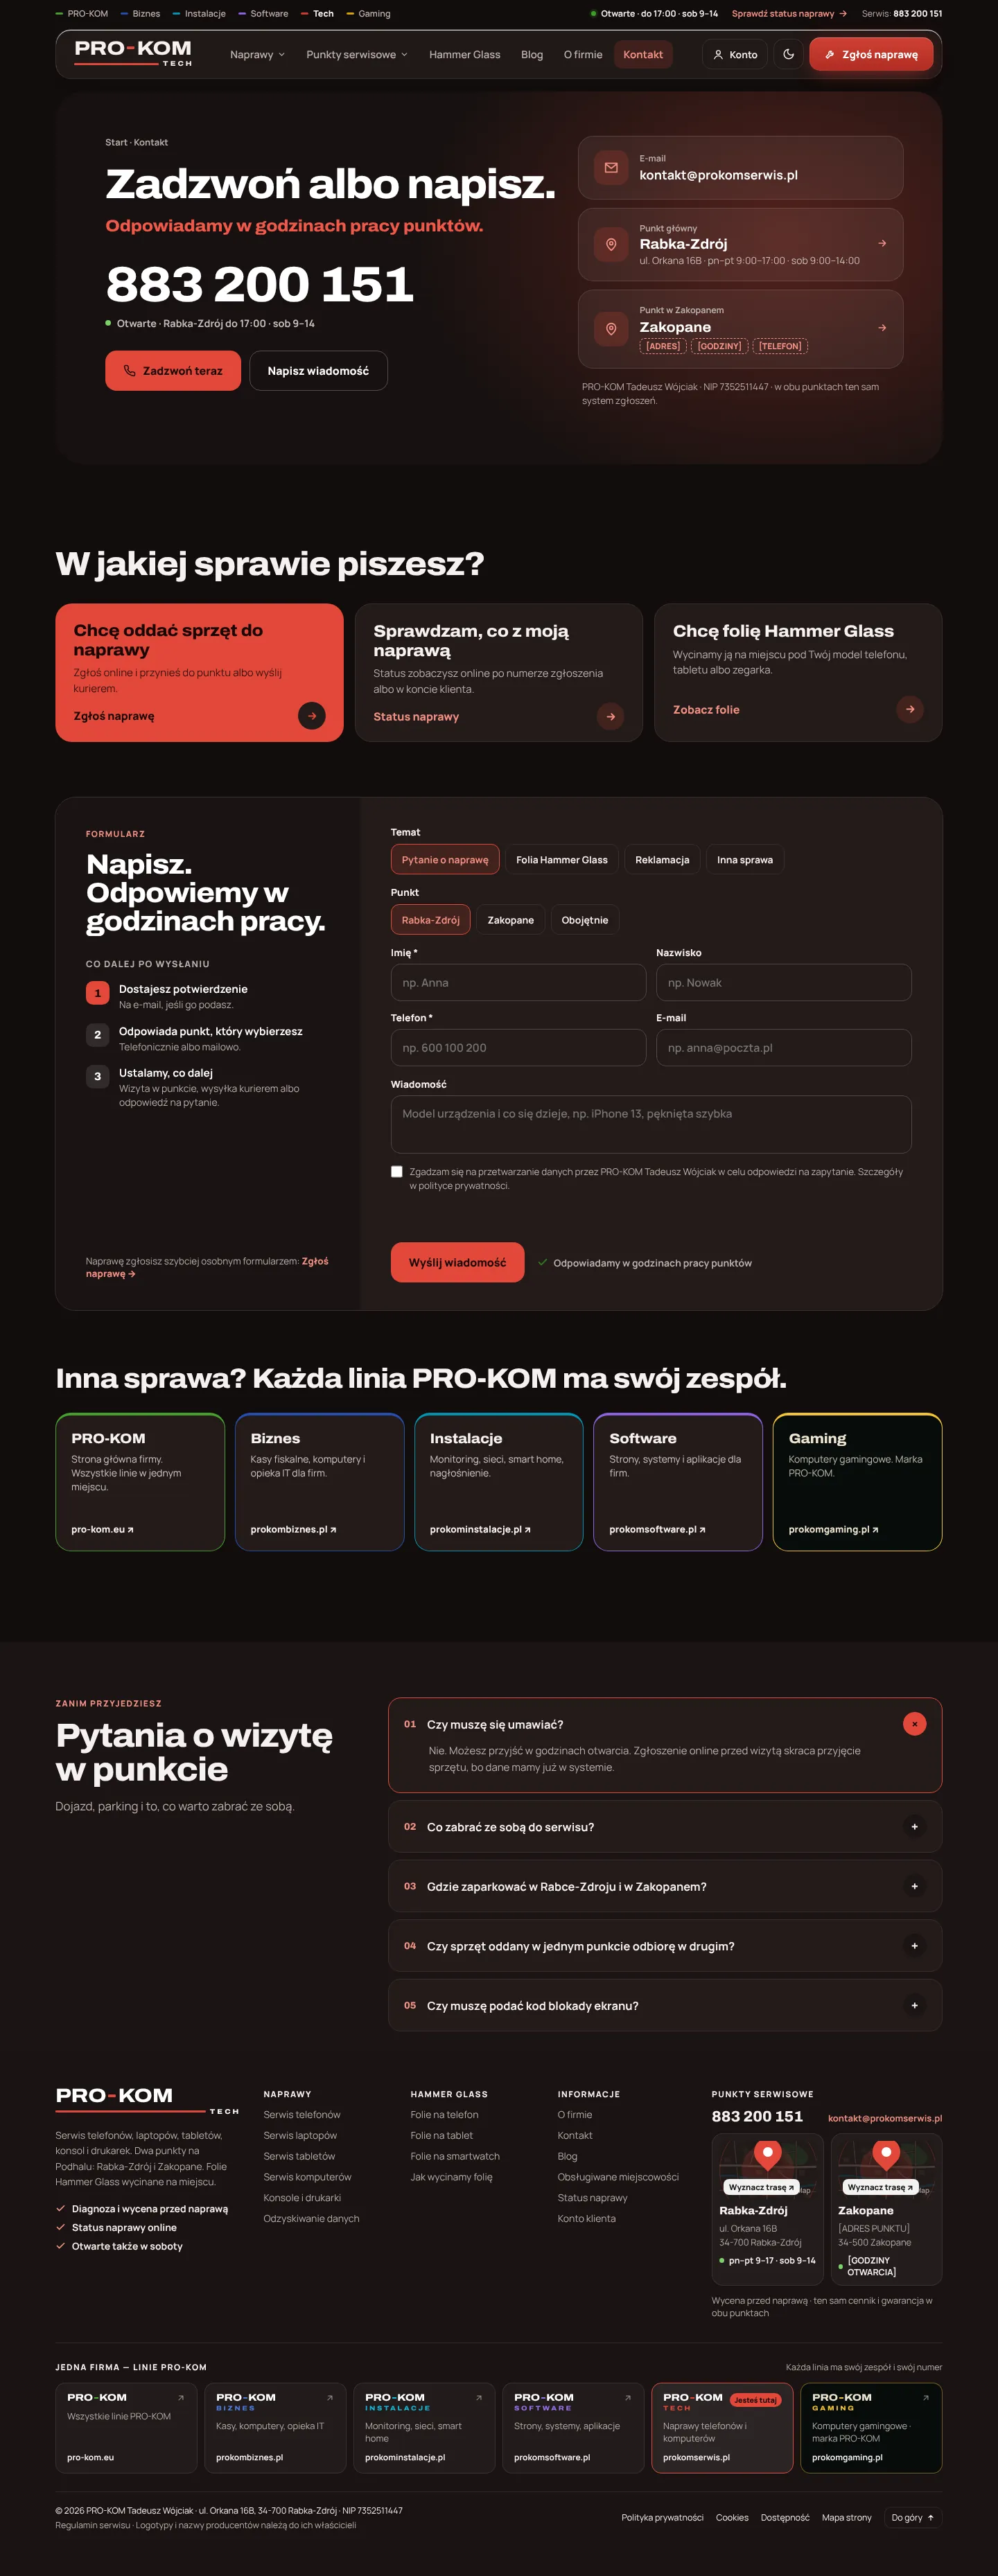 PRO-KOM
Biznes
Instalacje
Software
Tech
Gaming
Otwarte · do 17:00 · sob 9–14
Sprawdź status naprawy →
Serwis: 883 200 151
PRO-KOM
TECH
Naprawy
Punkty serwisowe
Hammer Glass
Blog
O firmie
Kontakt
Konto
Zgłoś naprawę
Start · Kontakt
Zadzwoń albo napisz.
Odpowiadamy w godzinach pracy punktów.
883 200 151
Otwarte · Rabka-Zdrój do 17:00 · sob 9–14
Zadzwoń teraz
Napisz wiadomość
E-mail
kontakt@prokomserwis.pl
Punkt główny
Rabka-Zdrój
ul. Orkana 16B · pn–pt 9:00–17:00 · sob 9:00–14:00
Punkt w Zakopanem
Zakopane
[ADRES] [GODZINY] [TELEFON]
PRO-KOM Tadeusz Wójciak · NIP 7352511447 · w obu punktach ten sam
system zgłoszeń.
W jakiej sprawie piszesz?
Chcę oddać sprzęt do
naprawy
Zgłoś online i przynieś do punktu albo wyślij
kurierem.
Zgłoś naprawę
Sprawdzam, co z moją
naprawą
Status zobaczysz online po numerze zgłoszenia
albo w koncie klienta.
Status naprawy
Chcę folię Hammer Glass
Wycinamy ją na miejscu pod Twój model telefonu,
tabletu albo zegarka.
Zobacz folie
FORMULARZ
Napisz.
Odpowiemy w
godzinach pracy.
CO DALEJ PO WYSŁANIU
1
Dostajesz potwierdzenie
Na e-mail, jeśli go podasz.
2
Odpowiada punkt, który wybierzesz
Telefonicznie albo mailowo.
3
Ustalamy, co dalej
Wizyta w punkcie, wysyłka kurierem albo
odpowiedź na pytanie.
Naprawę zgłosisz szybciej osobnym formularzem: Zgłoś
naprawę →
Temat
Pytanie o naprawę
Folia Hammer Glass
Reklamacja
Inna sprawa
Punkt
Rabka-Zdrój
Zakopane
Obojętnie
Imię *
Nazwisko
np. Anna
np. Nowak
Telefon *
E-mail
np. 600 100 200
np. anna@poczta.pl
Wiadomość
Model urządzenia i co się dzieje, np. iPhone 13, pęknięta szybka
Zgadzam się na przetwarzanie danych przez PRO-KOM Tadeusz Wójciak w celu odpowiedzi na zapytanie. Szczegóły
w polityce prywatności.
Wyślij wiadomość
Odpowiadamy w godzinach pracy punktów
Inna sprawa? Każda linia PRO-KOM ma swój zespół.
PRO-KOM
Strona główna firmy.
Wszystkie linie w jednym
miejscu.
pro-kom.eu ↗
Biznes
Kasy fiskalne, komputery i
opieka IT dla firm.
prokombiznes.pl ↗
Instalacje
Monitoring, sieci, smart home,
nagłośnienie.
prokominstalacje.pl ↗
Software
Strony, systemy i aplikacje dla
firm.
prokomsoftware.pl ↗
Gaming
Komputery gamingowe. Marka
PRO-KOM.
prokomgaming.pl ↗
ZANIM PRZYJEDZIESZ
Pytania o wizytę
w punkcie
Dojazd, parking i to, co warto zabrać ze sobą.
01 Czy muszę się umawiać?
Nie. Możesz przyjść w godzinach otwarcia. Zgłoszenie online przed wizytą skraca przyjęcie
sprzętu, bo dane mamy już w systemie.
02 Co zabrać ze sobą do serwisu?
03 Gdzie zaparkować w Rabce-Zdroju i w Zakopanem?
04 Czy sprzęt oddany w jednym punkcie odbiorę w drugim?
05 Czy muszę podać kod blokady ekranu?
PRO-KOM
TECH
Serwis telefonów, laptopów, tabletów,
konsol i drukarek. Dwa punkty na
Podhalu: Rabka-Zdrój i Zakopane. Folie
Hammer Glass wycinane na miejscu.
Diagnoza i wycena przed naprawą
Status naprawy online
Otwarte także w soboty
NAPRAWY
Serwis telefonów
Serwis laptopów
Serwis tabletów
Serwis komputerów
Konsole i drukarki
Odzyskiwanie danych
HAMMER GLASS
Folie na telefon
Folie na tablet
Folie na smartwatch
Jak wycinamy folię
INFORMACJE
O firmie
Kontakt
Blog
Obsługiwane miejscowości
Status naprawy
Konto klienta
PUNKTY SERWISOWE
883 200 151
kontakt@prokomserwis.pl
Wyznacz trasę ↗
Rabka-Zdrój
ul. Orkana 16B
34-700 Rabka-Zdrój
pn–pt 9–17 · sob 9–14
Wyznacz trasę ↗
Zakopane
[ADRES PUNKTU]
34-500 Zakopane
[GODZINY
OTWARCIA]
Wycena przed naprawą · ten sam cennik i gwarancja w
obu punktach
JEDNA FIRMA — LINIE PRO-KOM
Każda linia ma swój zespół i swój numer
PRO-KOM
Wszystkie linie PRO-KOM
pro-kom.eu
PRO-KOM
BIZNES
Kasy, komputery, opieka IT
prokombiznes.pl
PRO-KOM
INSTALACJE
Monitoring, sieci, smart
home
prokominstalacje.pl
PRO-KOM
SOFTWARE
Strony, systemy, aplikacje
prokomsoftware.pl
PRO-KOM
TECH
Jesteś tutaj
Naprawy telefonów i
komputerów
prokomserwis.pl
PRO-KOM
GAMING
Komputery gamingowe ·
marka PRO-KOM
prokomgaming.pl
© 2026 PRO-KOM Tadeusz Wójciak · ul. Orkana 16B, 34-700 Rabka-Zdrój · NIP 7352511447
Regulamin serwisu · Logotypy i nazwy producentów należą do ich właścicieli
Polityka prywatności
Cookies
Dostępność
Mapa strony
Do góry ↑